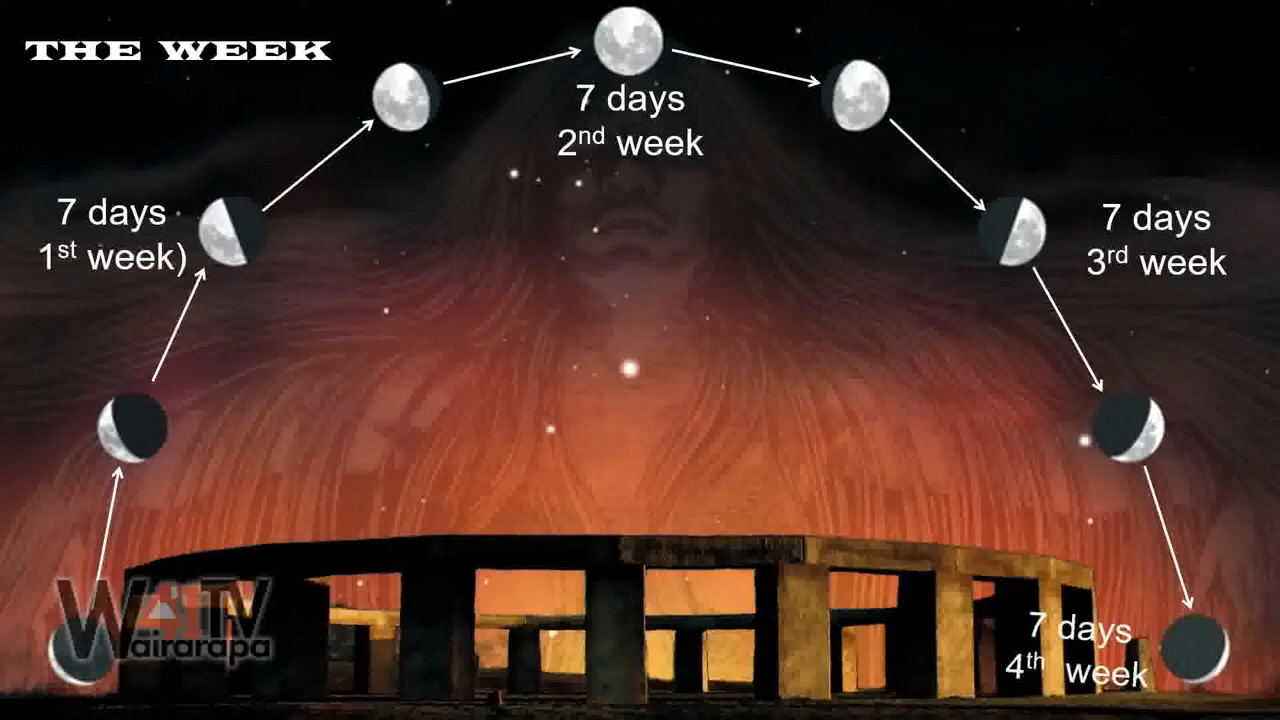 THE WEEK
7 days
2nd week
7 days
1st week)
7 days
3rd week
7 days
4th week
WAITV
Wairarapa